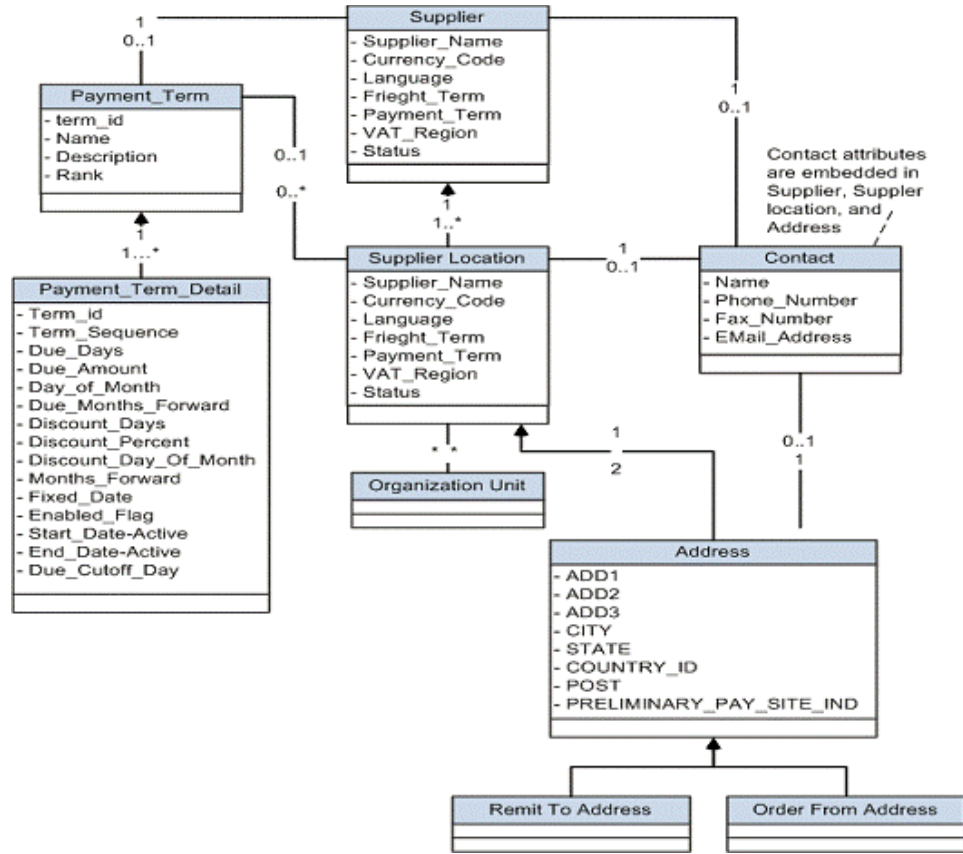 Supplier
- Supplier_Name
- Currency_Code
- Language
- Frieght_Term
- Payment_Term
- VAT_Region
- Status
1
0..1
Payment_Term
- term_id
- Name
- Description
- Rank
0..1
0..*
1
0..1
Contact attributes
are embedded in
Supplier, Suppler
location, and
Address
1
1..*
1
1...*
Supplier Location
- Supplier_Name
- Currency_Code
- Language
- Frieght_Term
- Payment_Term
- VAT_Region
- Status
1
0..1
Contact
- Name
- Phone_Number
- Fax_Number
- EMail_Address
Payment_Term_Detail
- Term_id
- Term_Sequence
- Due_Days
- Due_Amount
- Day_of_Month
- Due_Months_Forward
- Discount_Days
- Discount_Percent
- Discount_Day_Of_Month
- Months_Forward
- Fixed_Date
- Enabled_Flag
- Start_Date-Active
- End_Date-Active
- Due_Cutoff_Day
* *
1
2
0..1
1
Organization Unit
Address
- ADD1
- ADD2
- ADD3
- CITY
- STATE
- COUNTRY_ID
- POST
- PRELIMINARY_PAY_SITE_IND
Remit To Address
Order From Address